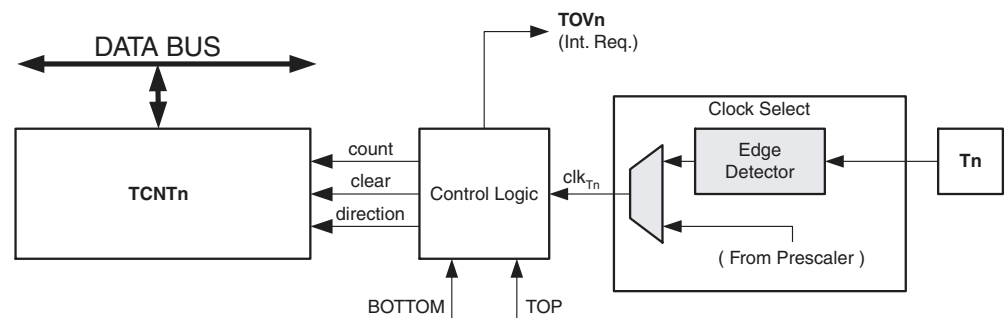 TOVn
(Int. Req.)
DATA BUS
Clock Select
count
clear
direction
TCNTn
Control Logic
clkTn
Edge
Detector
Tn
( From Prescaler )
BOTTOM
TOP